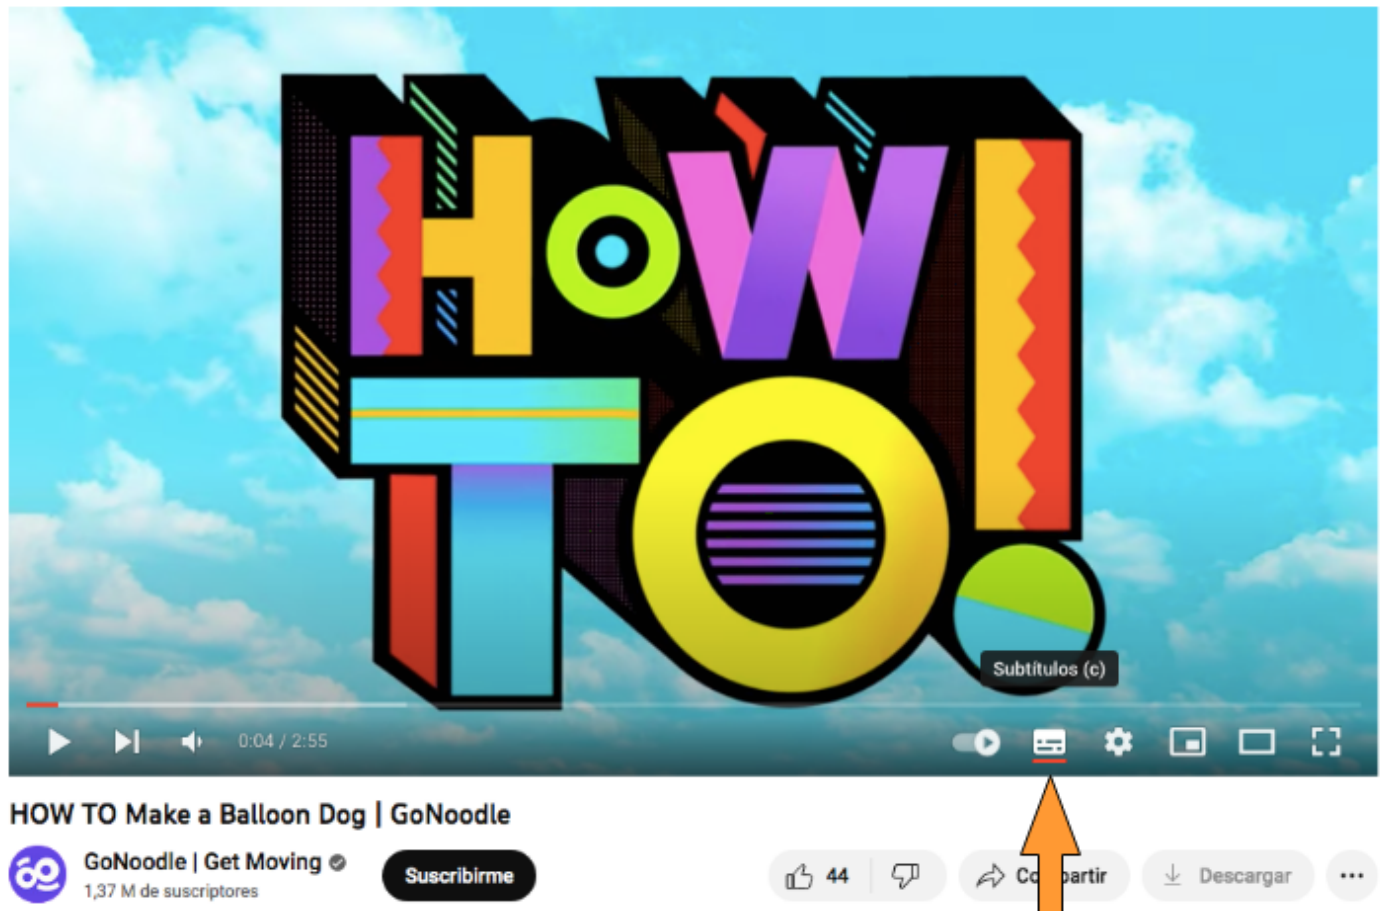 HoW!
TO
Subtítulos (c)
0:04 / 2:55
HOW TO Make a Balloon Dog | GoNoodle
GoNoodle | Get Moving
1,37 M de suscriptores
Suscribirme
44
Descargar